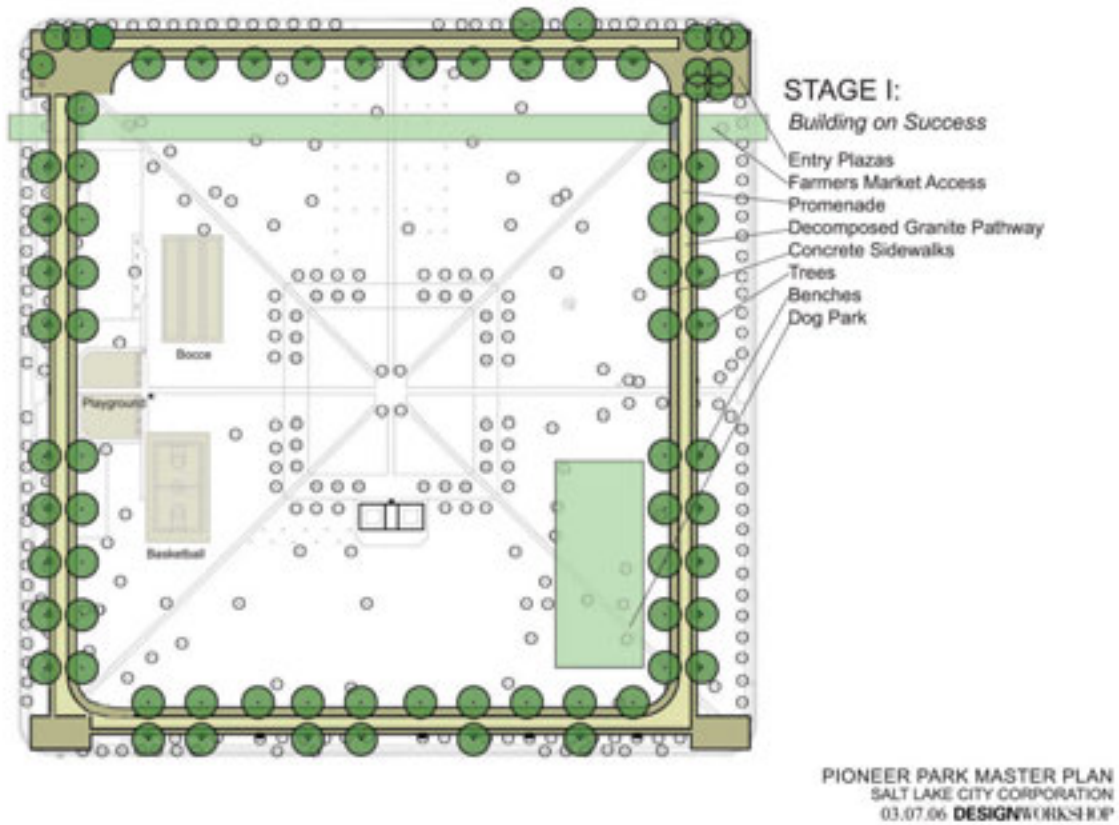 STAGE I:
Building on Success
Entry Plazas
Farmers Market Access
Promenade
Decomposed Granite Pathway
Concrete Sidewalks
Trees
Benches
Dog Park
Bocce
Playground
Basketball
PIONEER PARK MASTER PLAN
SALT LAKE CITY CORPORATION
03.07.06 DESIGNWORKSHOP